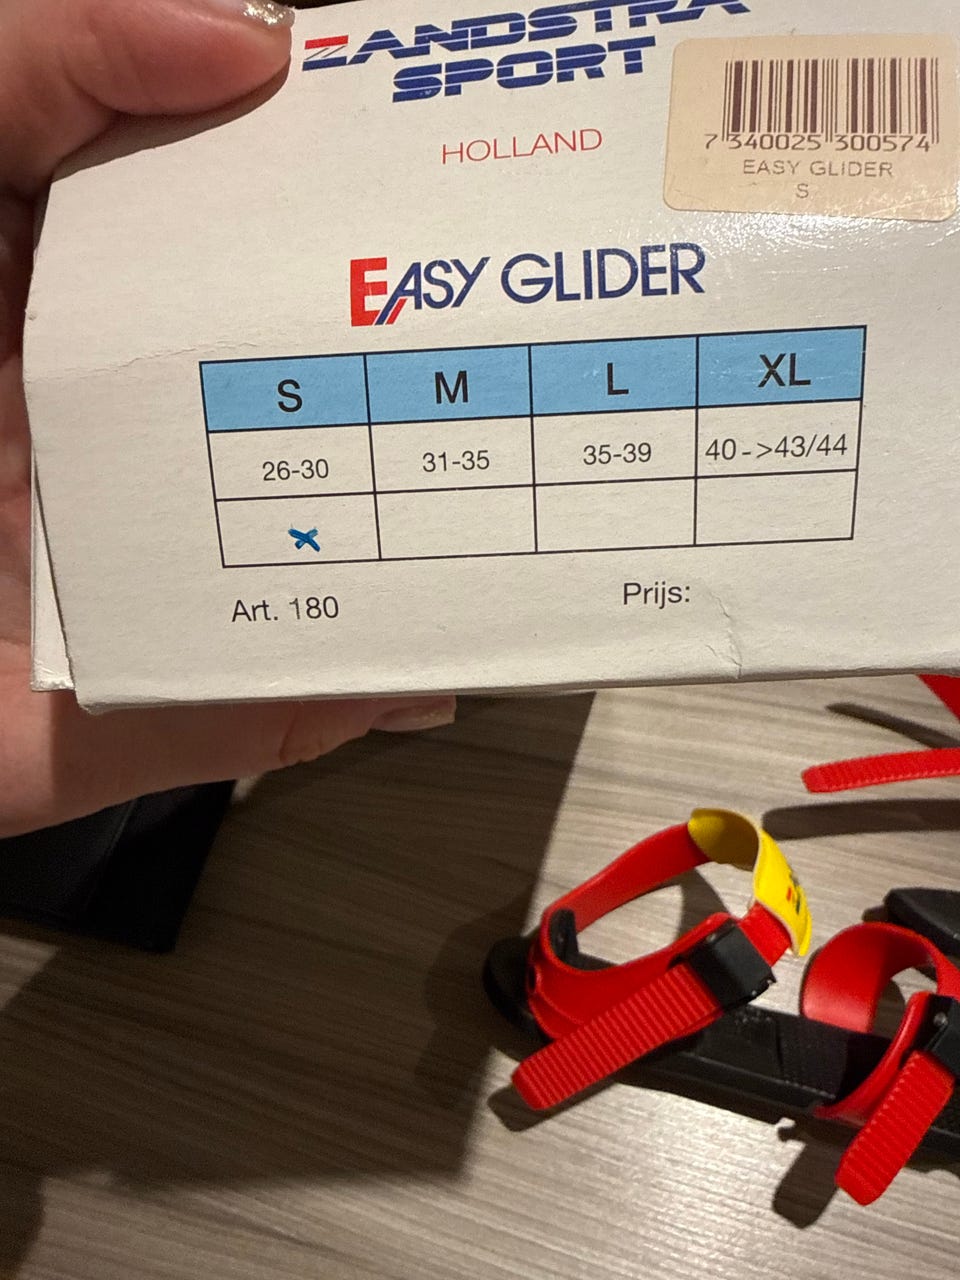 ZANDSTRA
SPORT
HOLLAND
7 340025 300574
EASY GLIDER
S
EASY GLIDER
S M L XL
26-30 31-35 35-39 40->43/44
x
Art. 180 Prijs: